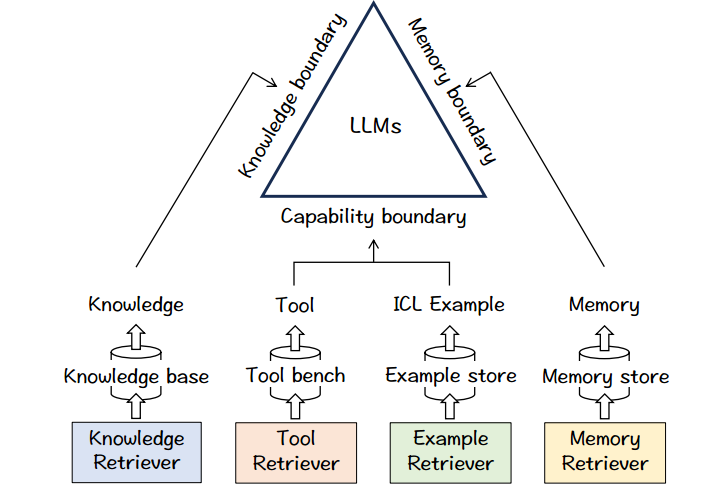 Knowledge boundary
Memory boundary
LLMs
Capability boundary
Knowledge
Tool
ICL Example
Memory
Knowledge base
Tool bench
Example store
Memory store
Knowledge
Retriever
Tool
Retriever
Example
Retriever
Memory
Retriever